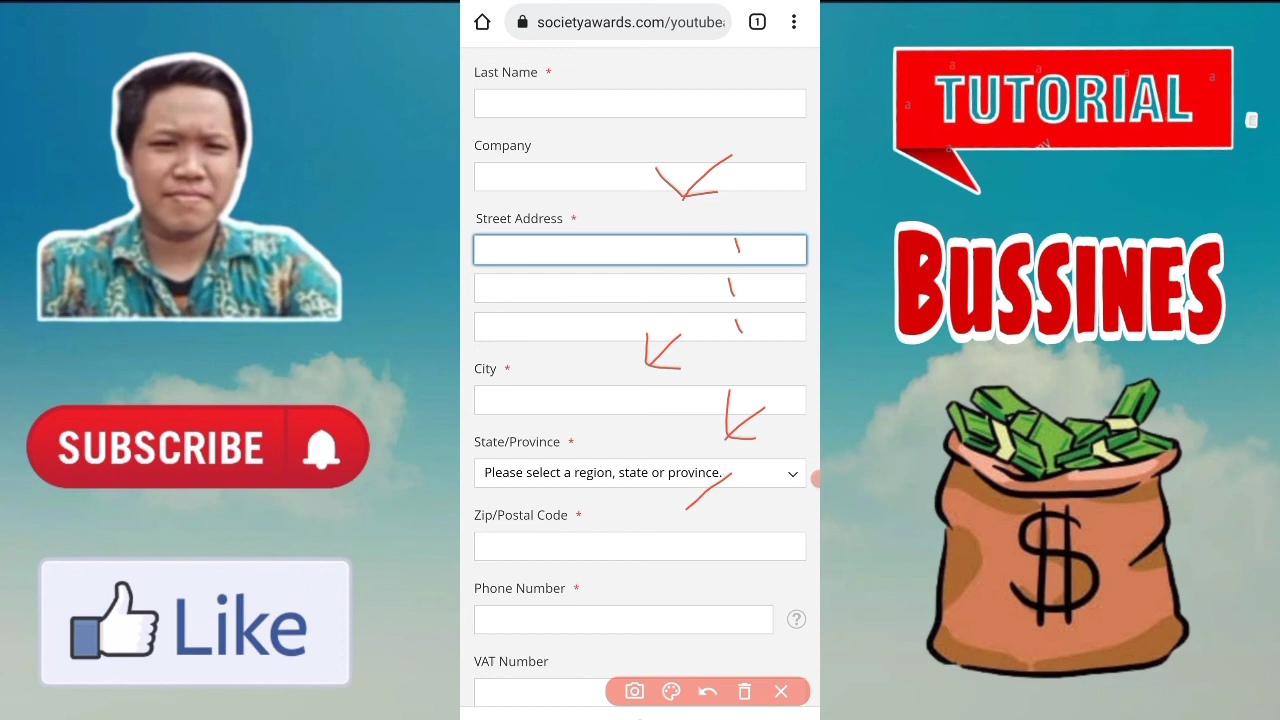 societyawards.com/youtube
1
Last Name *
Company
Street Address *
City *
State/Province *
Please select a region, state or province.
Zip/Postal Code *
Phone Number *
?
VAT Number
SUBSCRIBE
Like
TUTORIAL
BUSSINES
$